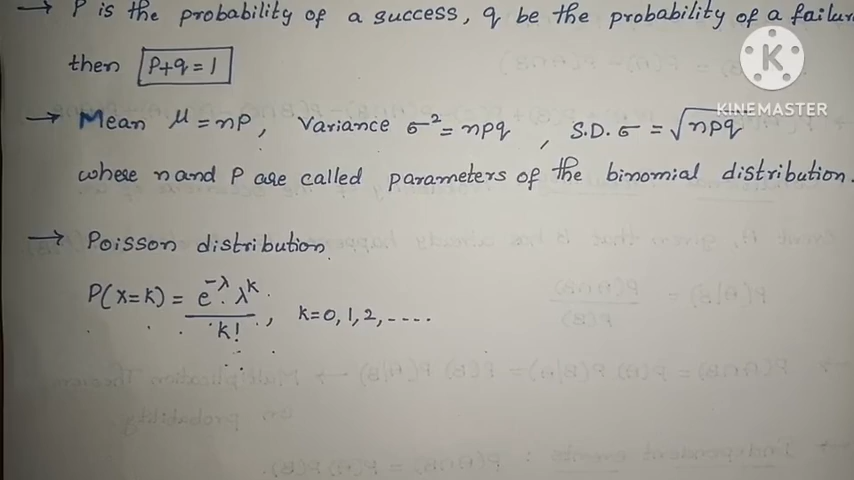 → P is the probability of a success, q be the probability of a failure
then P+q = 1
KINEMASTER
→ Mean μ = nP, Variance σ² = npq, S.D. σ = √npq
where n and P are called parameters of the binomial distribution.
→ Poisson distribution.
P(X=k) = e^-λ. λ^k / k!, k=0, 1, 2, ----.